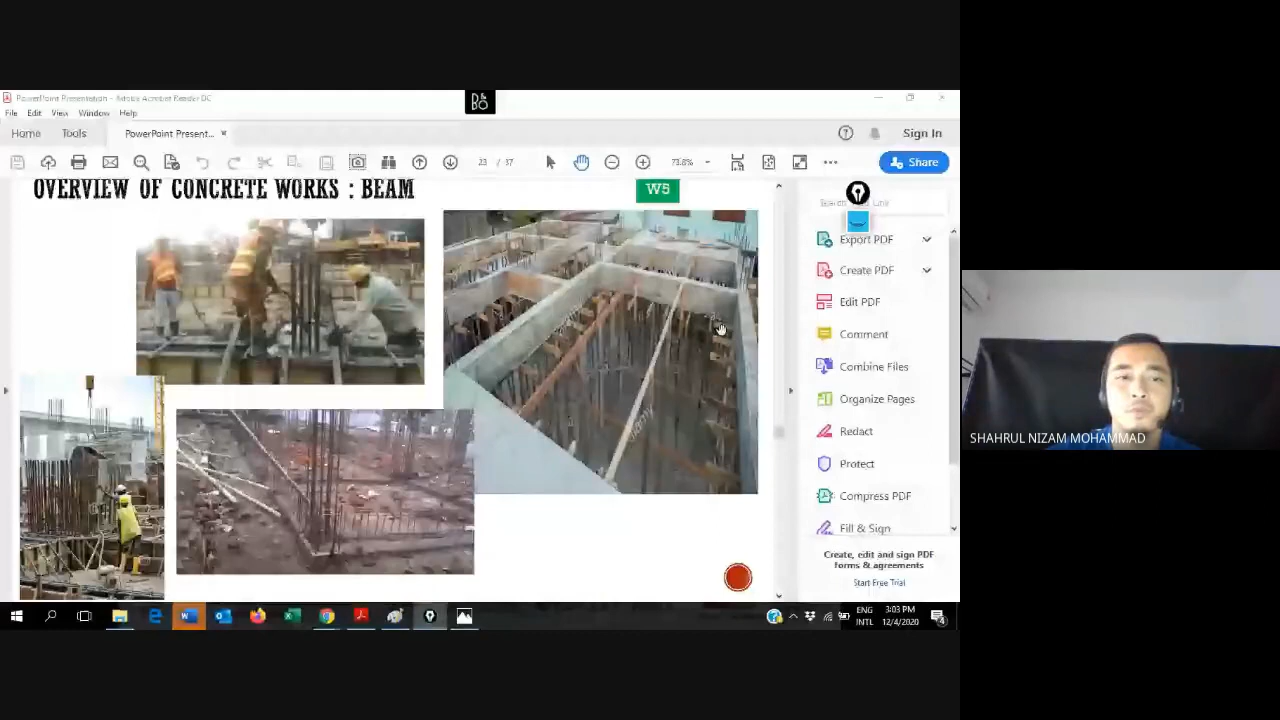 PowerPoint Presentation - Adobe Acrobat Reader DC
File Edit View Window Help
Home Tools PowerPoint Present... × Sign In
23 / 37 73.8% Share
OVERVIEW OF CONCRETE WORKS : BEAM
W5
Export PDF
Create PDF
Edit PDF
Comment
Combine Files
Organize Pages
Redact
Protect
Compress PDF
Fill & Sign
Create, edit and sign PDF
forms & agreements
Start Free Trial
SHAHRUL NIZAM MOHAMMAD
ENG
INTL
3:03 PM
12/4/2020